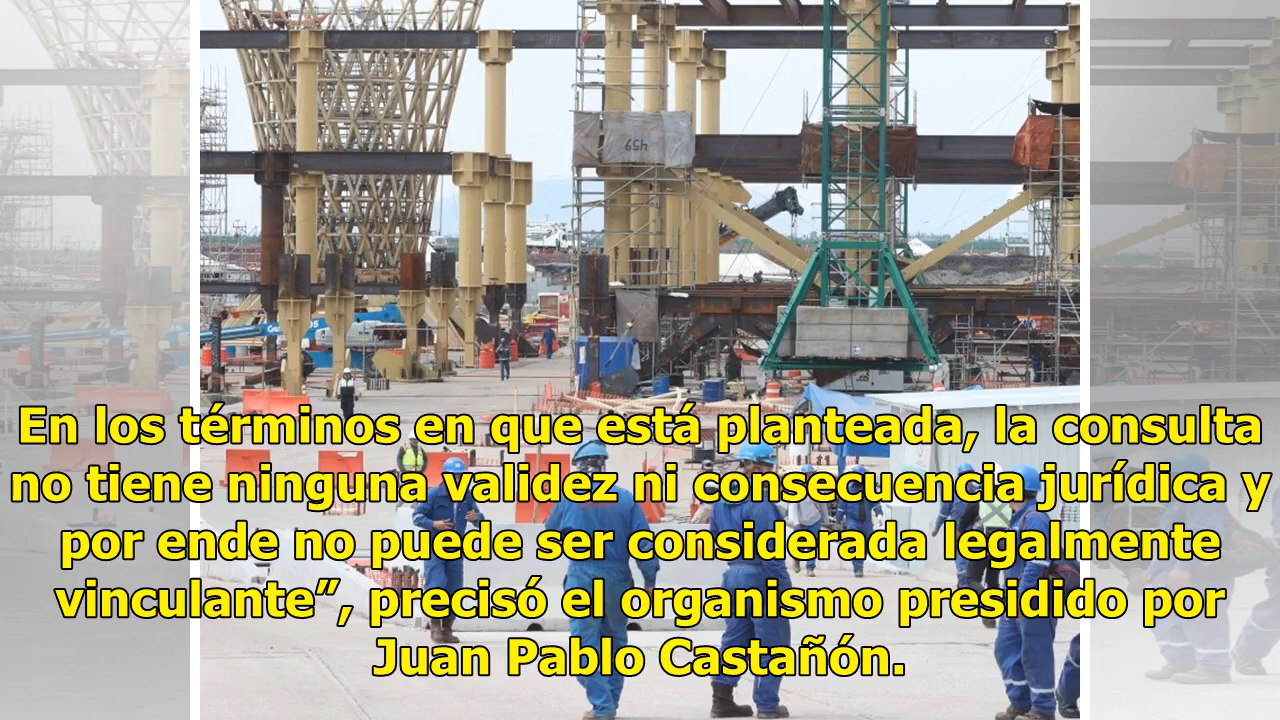 459
En los términos en que está planteada, la consulta
no tiene ninguna validez ni consecuencia jurídica y
por ende no puede ser considerada legalmente
vinculante”, precisó el organismo presidido por
Juan Pablo Castañón.